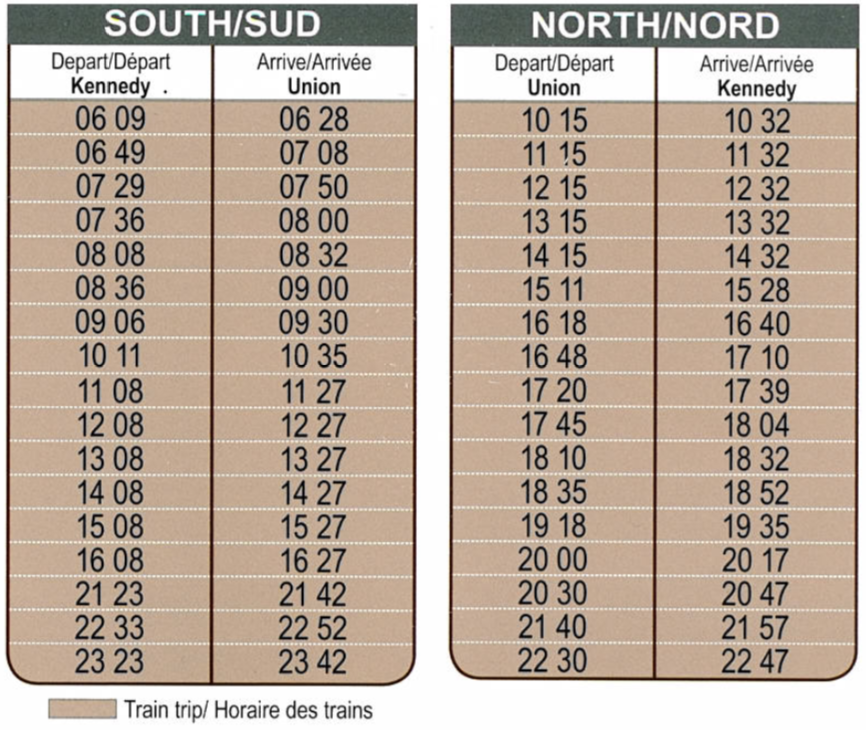 SOUTH/SUD
Depart/Départ Arrive/Arrivée
Kennedy . Union
06 09 06 28
06 49 07 08
07 29 07 50
07 36 08 00
08 08 08 32
08 36 09 00
09 06 09 30
10 11 10 35
11 08 11 27
12 08 12 27
13 08 13 27
14 08 14 27
15 08 15 27
16 08 16 27
21 23 21 42
22 33 22 52
23 23 23 42
NORTH/NORD
Depart/Départ Arrive/Arrivée
Union Kennedy
10 15 10 32
11 15 11 32
12 15 12 32
13 15 13 32
14 15 14 32
15 11 15 28
16 18 16 40
16 48 17 10
17 20 17 39
17 45 18 04
18 10 18 32
18 35 18 52
19 18 19 35
20 00 20 17
20 30 20 47
21 40 21 57
22 30 22 47
Train trip/ Horaire des trains